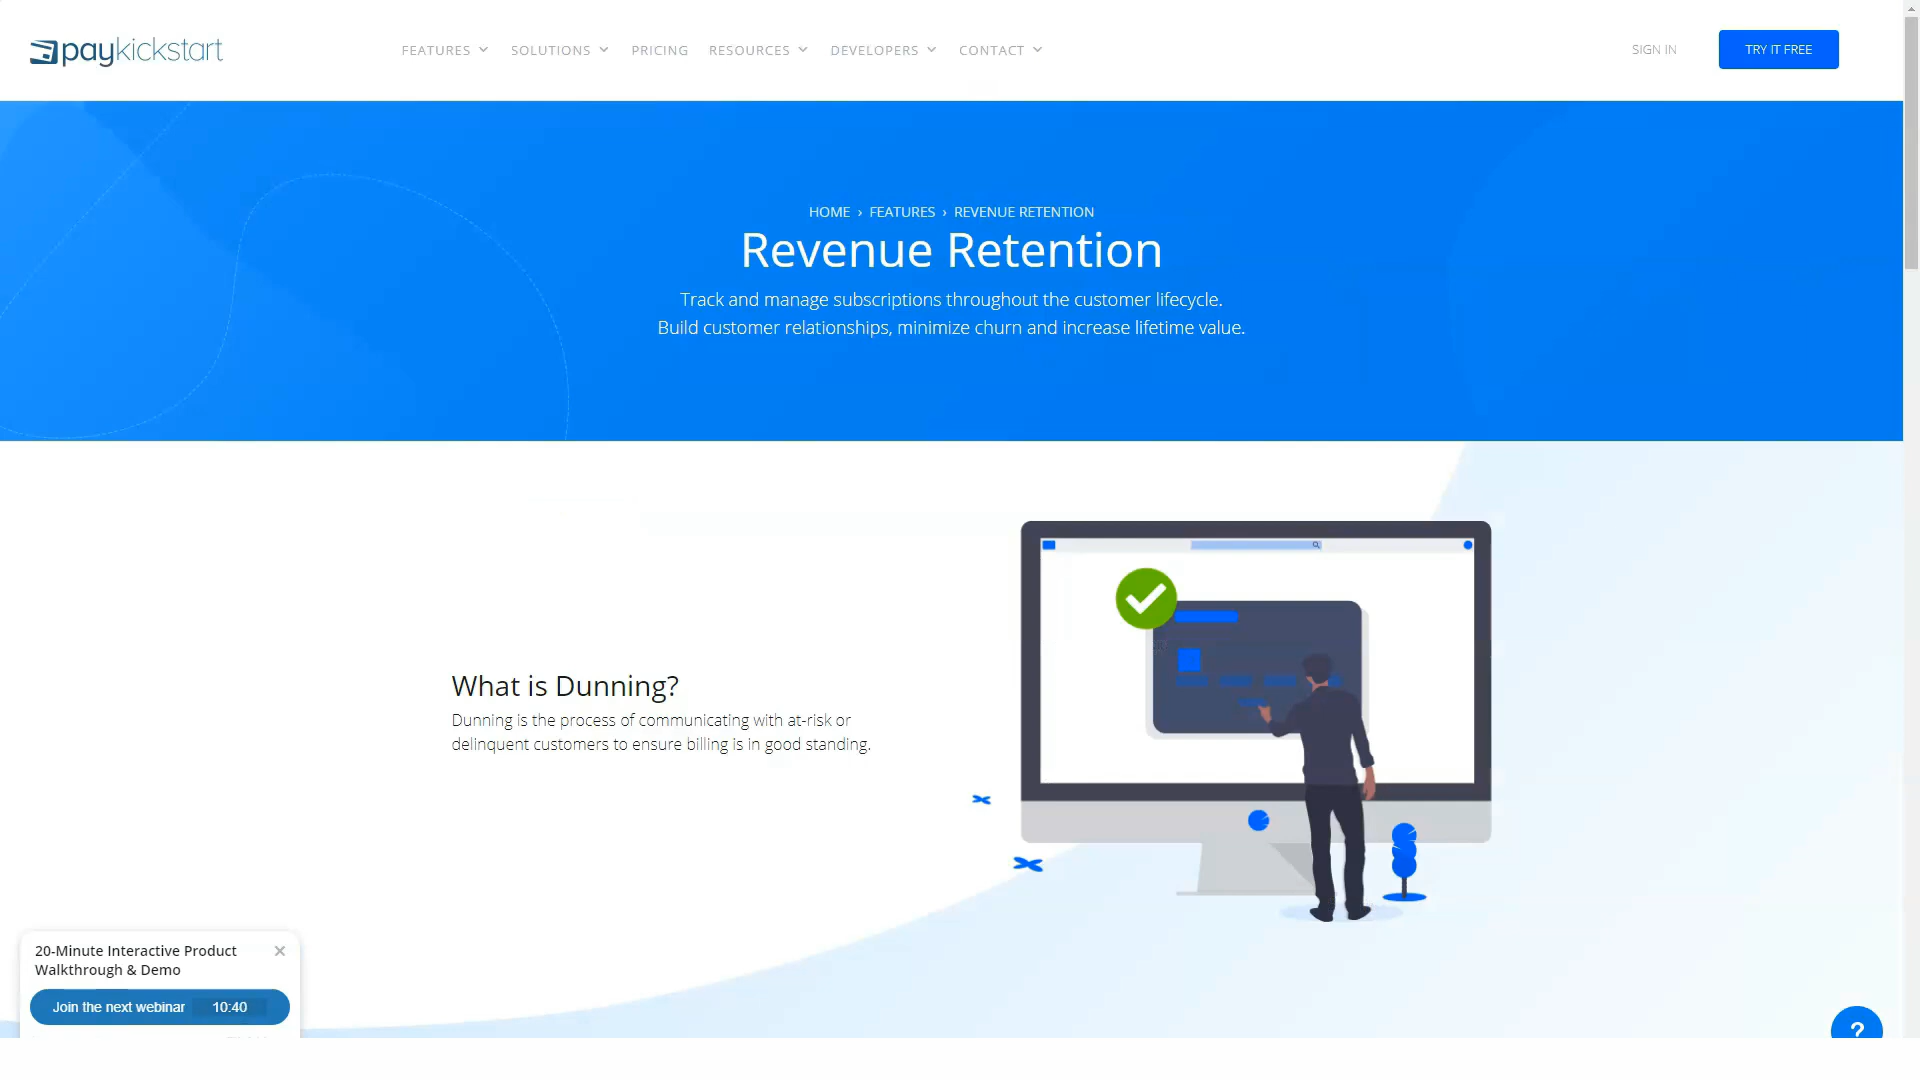 paykickstart
FEATURES
SOLUTIONS
PRICING
RESOURCES
DEVELOPERS
CONTACT
SIGN IN
TRY IT FREE
HOME › FEATURES › REVENUE RETENTION
Revenue Retention
Track and manage subscriptions throughout the customer lifecycle.
Build customer relationships, minimize churn and increase lifetime value.
What is Dunning?
Dunning is the process of communicating with at-risk or
delinquent customers to ensure billing is in good standing.
20-Minute Interactive Product
Walkthrough & Demo
Join the next webinar 10:40
?